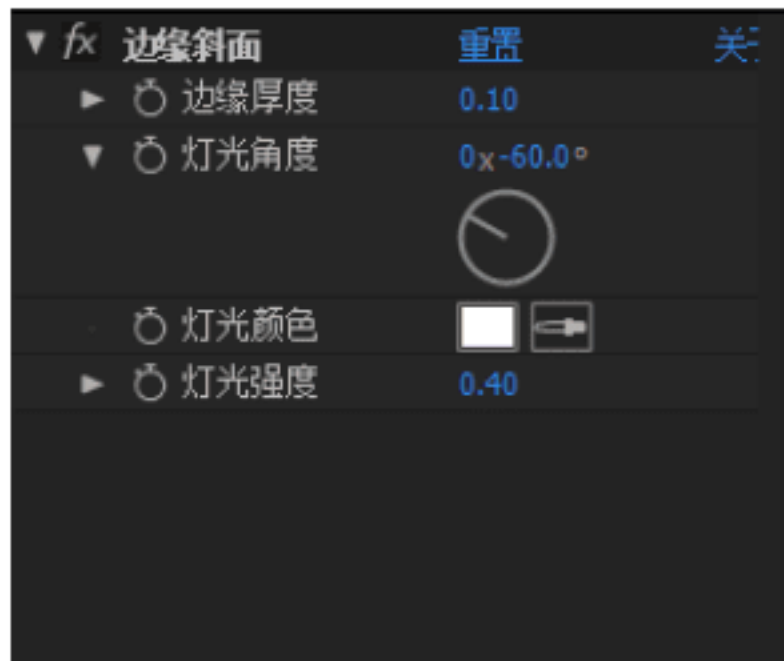 fx 边缘斜面 重置
边缘厚度 0.10
灯光角度 0x-60.0°
灯光颜色
灯光强度 0.40